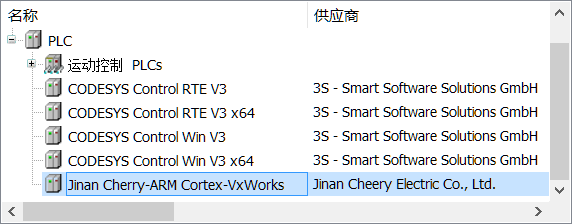 名称 供应商
PLC
运动控制 PLCs
CODESYS Control RTE V3 3S - Smart Software Solutions GmbH
CODESYS Control RTE V3 x64 3S - Smart Software Solutions GmbH
CODESYS Control Win V3 3S - Smart Software Solutions GmbH
CODESYS Control Win V3 x64 3S - Smart Software Solutions GmbH
Jinan Cherry-ARM Cortex-VxWorks Jinan Cheery Electric Co., Ltd.